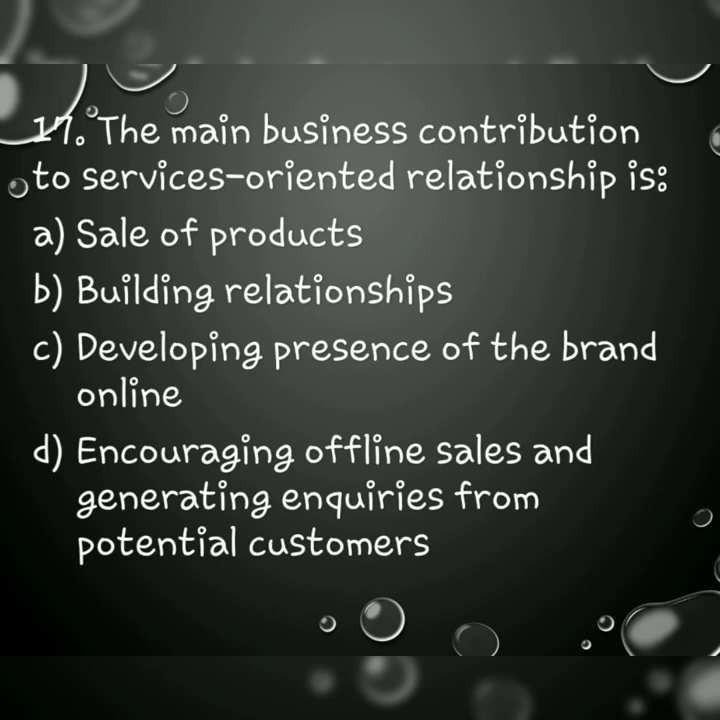 17. The main business contribution
to services-oriented relationship is:
a) Sale of products
b) Building relationships
c) Developing presence of the brand
online
d) Encouraging offline sales and
generating enquiries from
potential customers